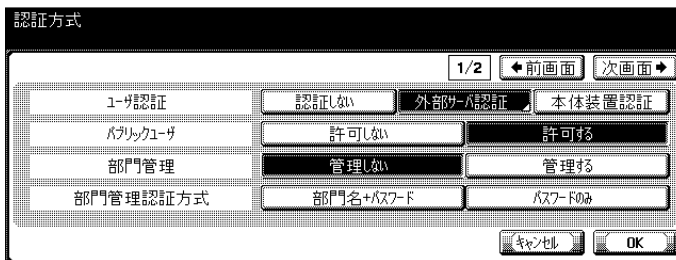 認証方式
1/2 ←前画面 次画面→
ユーザ認証 認証しない 外部サーバ認証 本体装置認証
パブリックユーザ 許可しない 許可する
部門管理 管理しない 管理する
部門管理認証方式 部門名+パスワード パスワードのみ
キャンセル OK